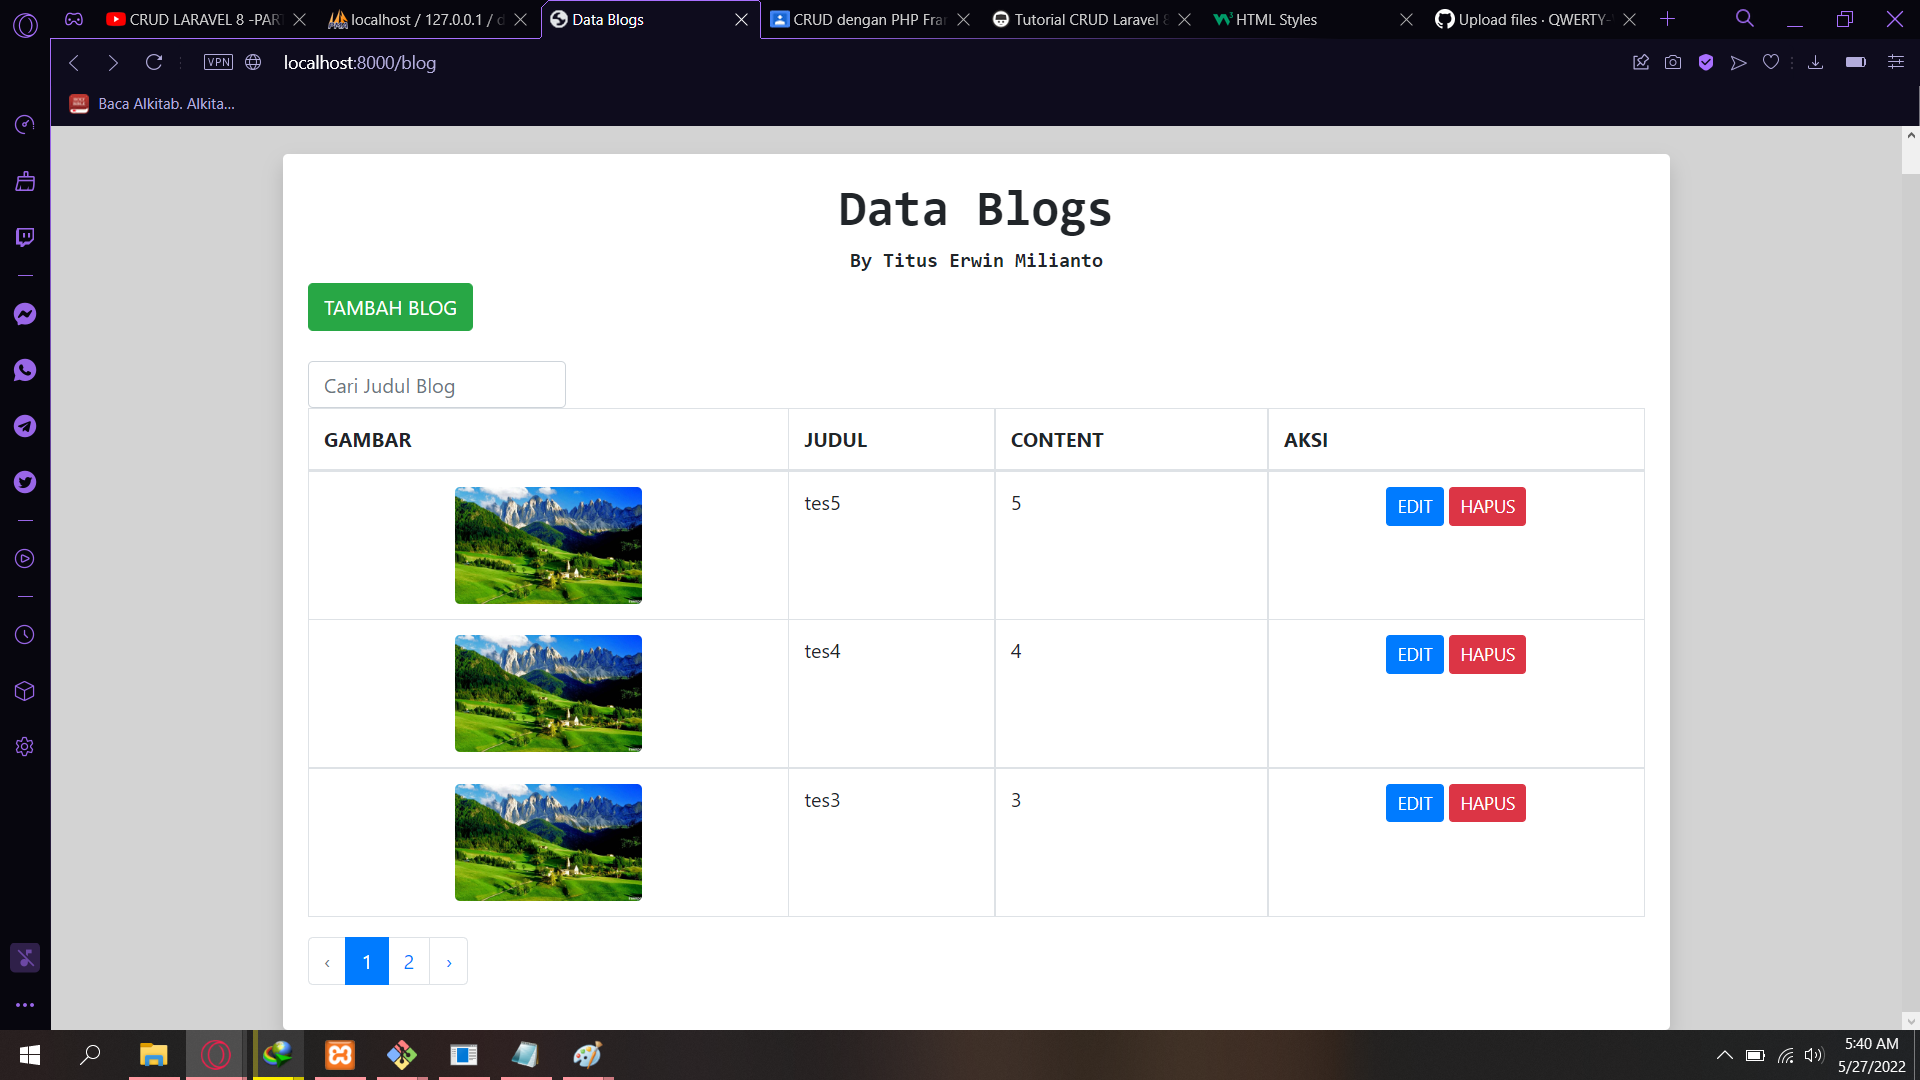 CRUD LARAVEL 8 -PAR
localhost / 127.0.0.1 / d
Data Blogs
CRUD dengan PHP Fra
Tutorial CRUD Laravel 8
HTML Styles
Upload files · QWERTY-
VPN
localhost:8000/blog
Baca Alkitab. Alkita...
Data Blogs
By Titus Erwin Milianto
TAMBAH BLOG
Cari Judul Blog
GAMBAR JUDUL CONTENT AKSI
tes5 5 EDIT HAPUS
tes4 4 EDIT HAPUS
tes3 3 EDIT HAPUS
‹ 1 2 ›
5:40 AM
5/27/2022